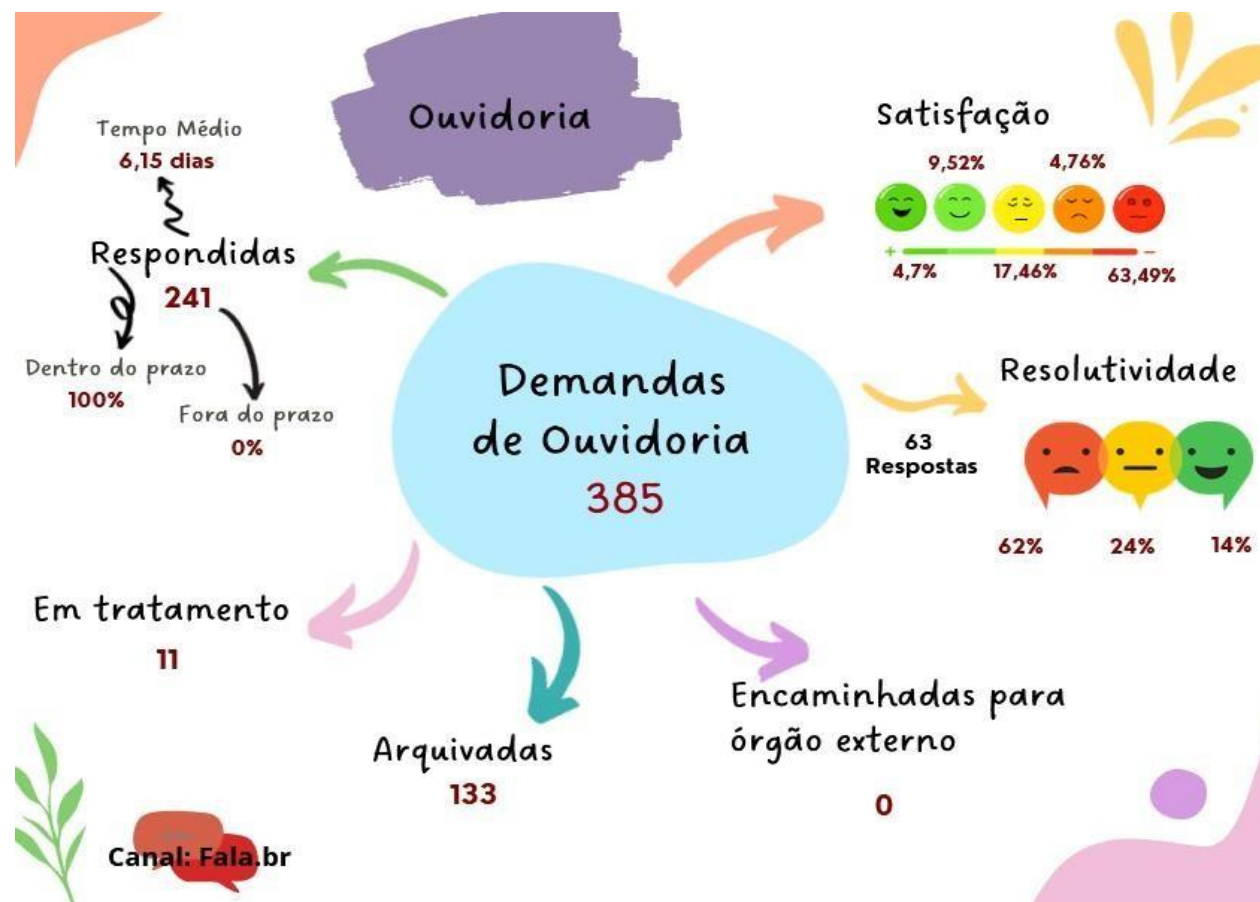 Ouvidoria
Tempo Médio
6,15 dias
Respondidas
241
Dentro do prazo
100%
Fora do prazo
0%
Satisfação
9,52%
4,76%
+
-
4,7%
17,46%
63,49%
Demandas
de Ouvidoria
385
63
Respostas
Resolutividade
62%
24%
14%
Em tratamento
11
Arquivadas
133
Encaminhadas para
órgão externo
0
Canal: Fala.br